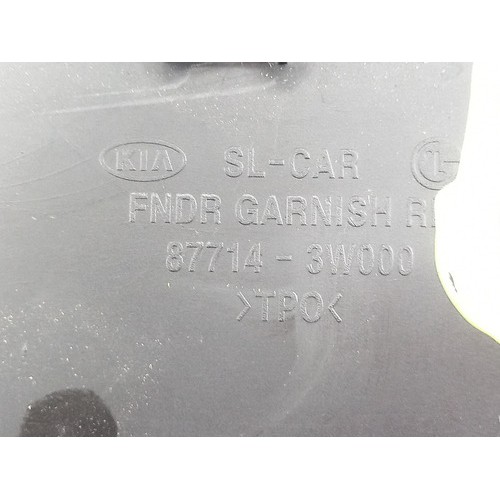 KIA SL-CAR
FNDR GARNISH
87714-3W000
>TPO<